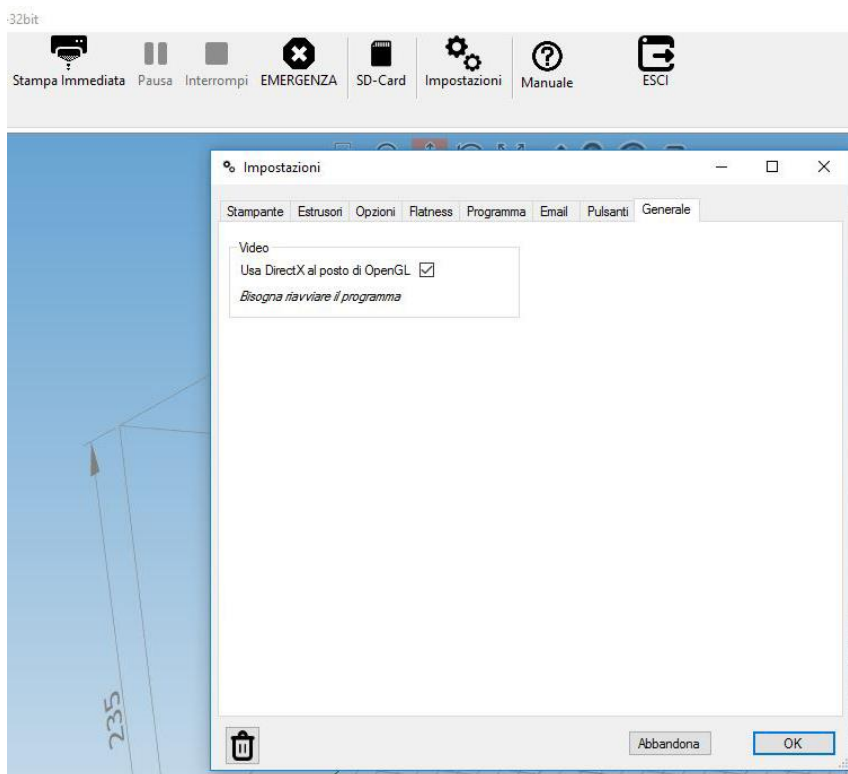 -32bit
Stampa Immediata Pausa Interrompi EMERGENZA SD-Card Impostazioni Manuale ESCI
Impostazioni
Stampante Estrusori Opzioni Flatness Programma Email Pulsanti Generale
Video
Usa DirectX al posto di OpenGL
Bisogna riavviare il programma
235
Abbandona OK